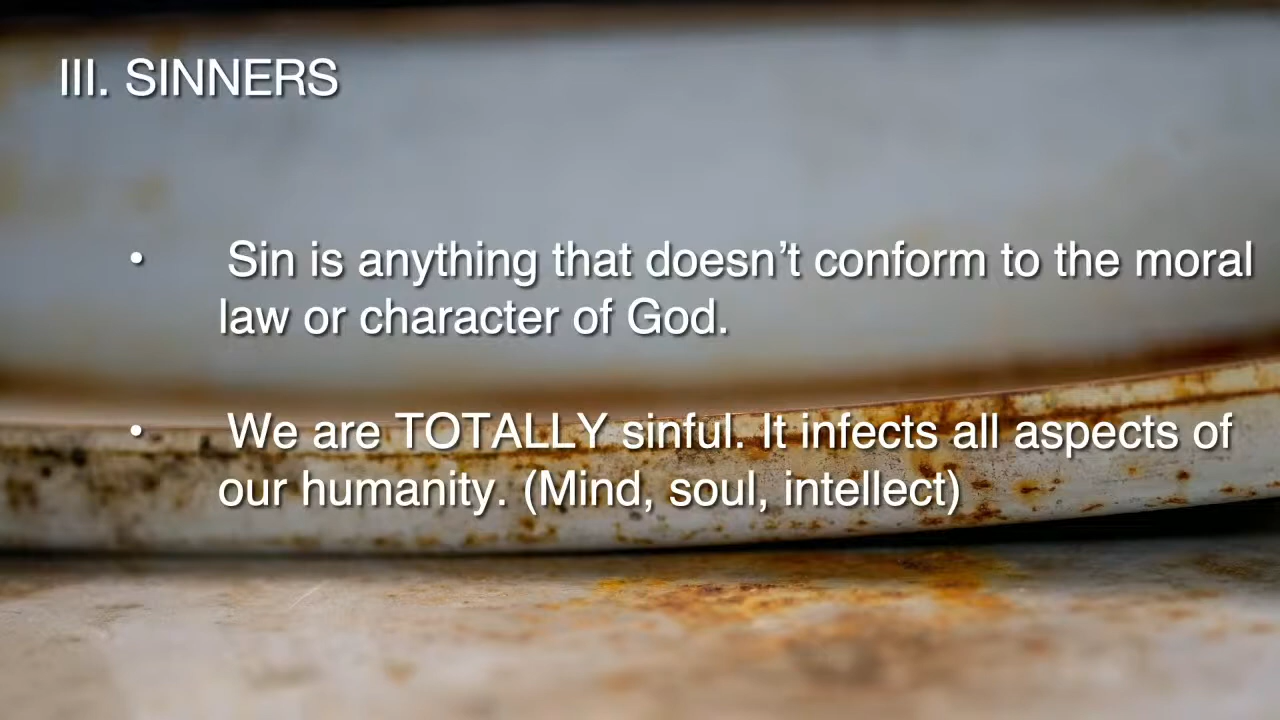 III. SINNERS
• Sin is anything that doesn’t conform to the moral
law or character of God.
• We are TOTALLY sinful. It infects all aspects of
our humanity. (Mind, soul, intellect)